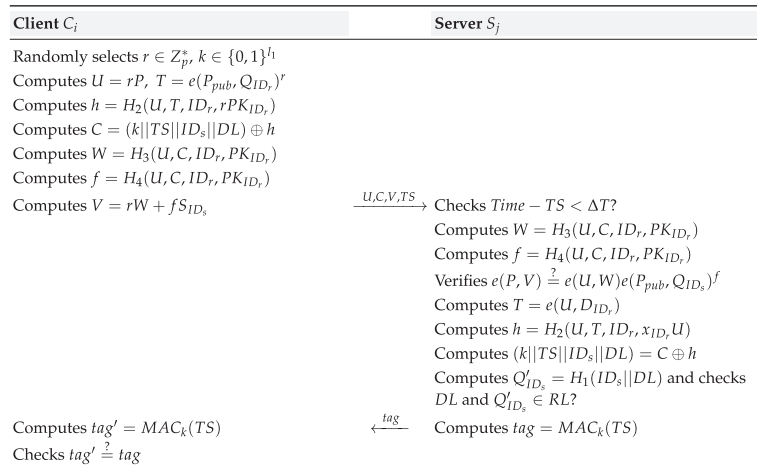 Client C_i Server S_j
Randomly selects r ∈ Z_p^*, k ∈ {0, 1}^{l_1}
Computes U = rP, T = e(P_{pub}, Q_{ID_r})^r
Computes h = H_2(U, T, ID_r, rPK_{ID_r})
Computes C = (k||TS||ID_s||DL) ⊕ h
Computes W = H_3(U, C, ID_r, PK_{ID_r})
Computes f = H_4(U, C, ID_r, PK_{ID_r})
Computes V = rW + fS_{ID_s} U,C,V,TS → Checks Time − TS < ΔT?
Computes W = H_3(U, C, ID_r, PK_{ID_r})
Computes f = H_4(U, C, ID_r, PK_{ID_r})
Verifies e(P, V) ?= e(U, W)e(P_{pub}, Q_{ID_s})^f
Computes T = e(U, D_{ID_r})
Computes h = H_2(U, T, ID_r, x_{ID_r}U)
Computes (k||TS||ID_s||DL) = C ⊕ h
Computes Q'_{ID_s} = H_1(ID_s||DL) and checks
DL and Q'_{ID_s} ∈ RL?
Computes tag' = MAC_k(TS) tag ← Computes tag = MAC_k(TS)
Checks tag' ?= tag